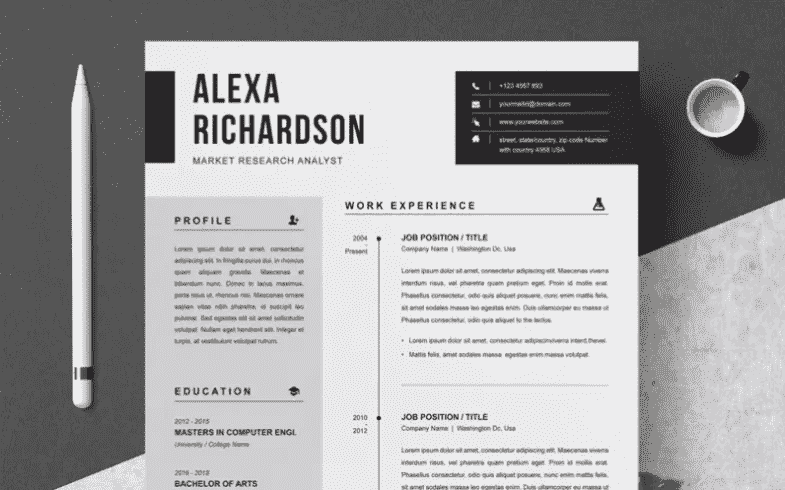 ALEXA
RICHARDSON
MARKET RESEARCH ANALYST
+123 4567 893
yourmailid@domain.com
www.yourwebsite.com
street, state/country, zip code Number
with country 4958 USA
PROFILE
Lorem ipsum dolor sit amet, consectetur
adipiscing elit. In fringilla purus dui, in rhoncus
quam aliquam gravida. Maecenas et
bibendum nunc. Donec in lacus maximus,
porta risus ut, rhoncus nisi. Maecenas ornare
sapien vitae nibh pharetra, id suscipit leo
pulvinar. Sed egestas elit sit amet sollicitudin
volutpat. Nullam eget hendrerit elit. Integer et
turpis, at vestibulum volutpat rutrum.
EDUCATION
2012 - 2015
MASTERS IN COMPUTER ENGI.
University / College Name
2016 - 2012
BACHELOR OF ARTS
WORK EXPERIENCE
2004
-
Present
JOB POSITION / TITLE
Company Name | Washington Dc, Usa
Lorem ipsum dolor sit amet, consectetur adipiscing elit. Maecenas viverra
interdum risus, vel pharetra quam pretium eget. Proin id mollis erat.
Phasellus consectetur, odio quis aliquet posuere, nunc enim mattis felis,
sit amet sodales massa leo egestas enim. Duis ullamcorper eu massa ut
Phasellus consectetur, odio quis aliquet to the lectus.
• Lorem ipsum dolor sit amet, consectetur adipiscinviverra interd.thevel.
• Mattis felis, amet sodales massa egestas enim massa volutpat
2010
-
2012
JOB POSITION / TITLE
Company Name | Washington Dc, Usa
Lorem ipsum dolor sit amet, consectetur adipiscing elit. Maecenas viverra
interdum risus, vel pharetra quam pretium eget. Proin id mollis erat.
Phasellus consectetur, odio quis aliquet posuere, nunc enim mattis felis,
sit amet sodales massa leo egestas enim. Duis ullamcorper eu massa ut